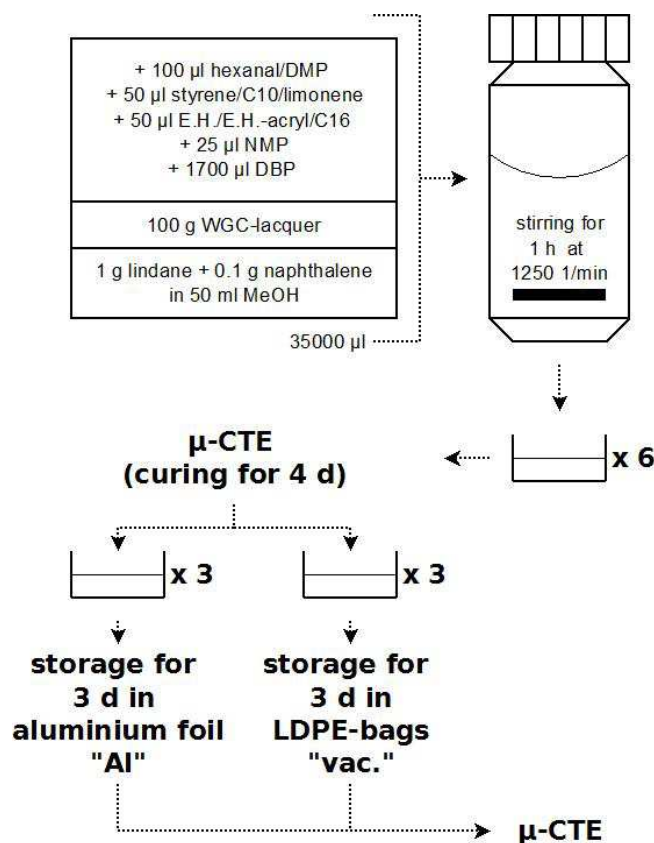 + 100 µl hexanal/DMP
+ 50 µl styrene/C10/limonene
+ 50 µl E.H./E.H.-acryl/C16
+ 25 µl NMP
+ 1700 µl DBP
100 g WGC-lacquer
1 g lindane + 0.1 g naphthalene
in 50 ml MeOH
35000 µl
stirring for
1 h at
1250 1/min
x 6
µ-CTE
(curing for 4 d)
x 3
x 3
storage for
3 d in
aluminium foil
"Al"
storage for
3 d in
LDPE-bags
"vac."
µ-CTE